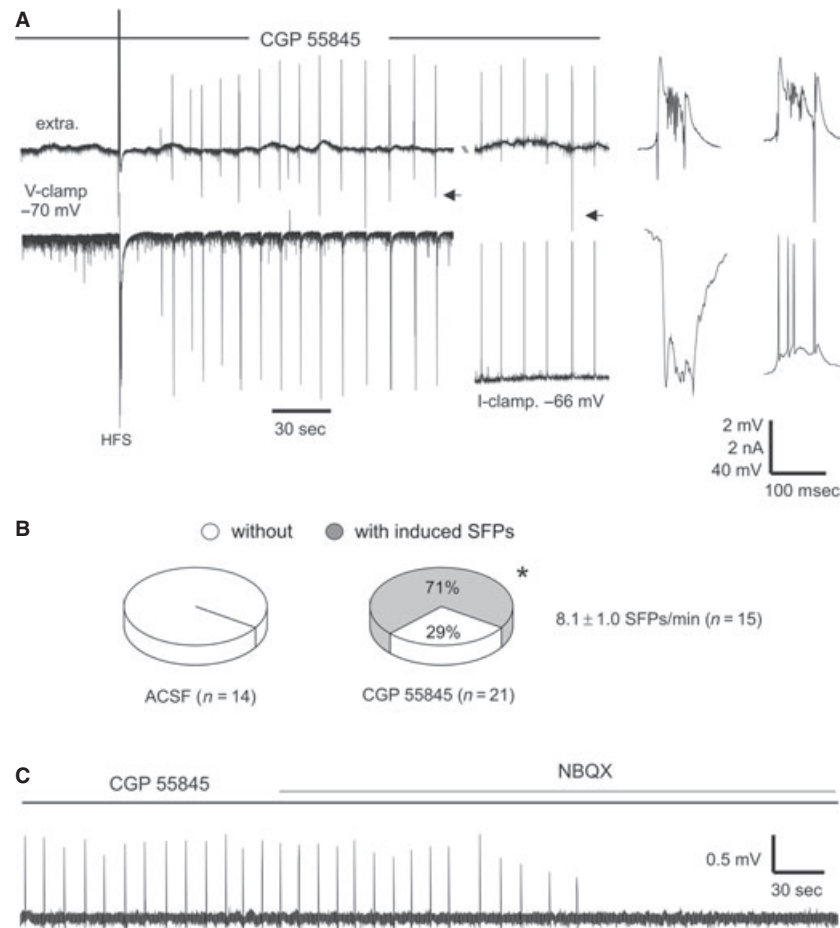 A
CGP 55845
extra.
V-clamp
–70 mV
HFS
30 sec
I-clamp. –66 mV
2 mV
2 nA
40 mV
100 msec
B
without
with induced SFPs
71%
29%
*
8.1 ± 1.0 SFPs/min (n = 15)
ACSF (n = 14)
CGP 55845 (n = 21)
C
CGP 55845
NBQX
0.5 mV
30 sec